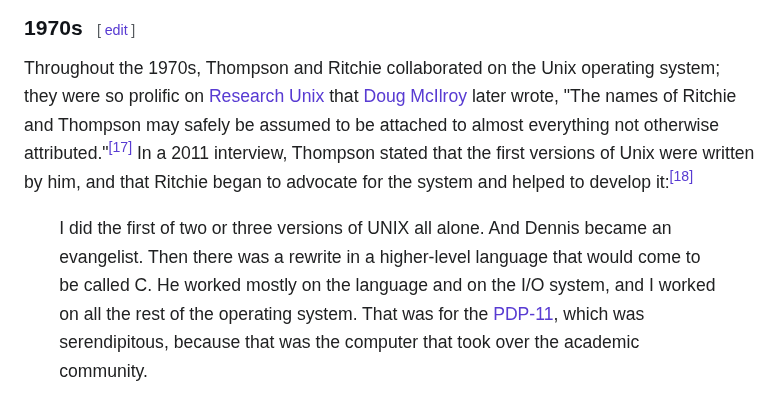 1970s [ edit ]
Throughout the 1970s, Thompson and Ritchie collaborated on the Unix operating system;
they were so prolific on Research Unix that Doug McIlroy later wrote, "The names of Ritchie
and Thompson may safely be assumed to be attached to almost everything not otherwise
attributed."[17] In a 2011 interview, Thompson stated that the first versions of Unix were written
by him, and that Ritchie began to advocate for the system and helped to develop it:[18]
I did the first of two or three versions of UNIX all alone. And Dennis became an
evangelist. Then there was a rewrite in a higher-level language that would come to
be called C. He worked mostly on the language and on the I/O system, and I worked
on all the rest of the operating system. That was for the PDP-11, which was
serendipitous, because that was the computer that took over the academic
community.